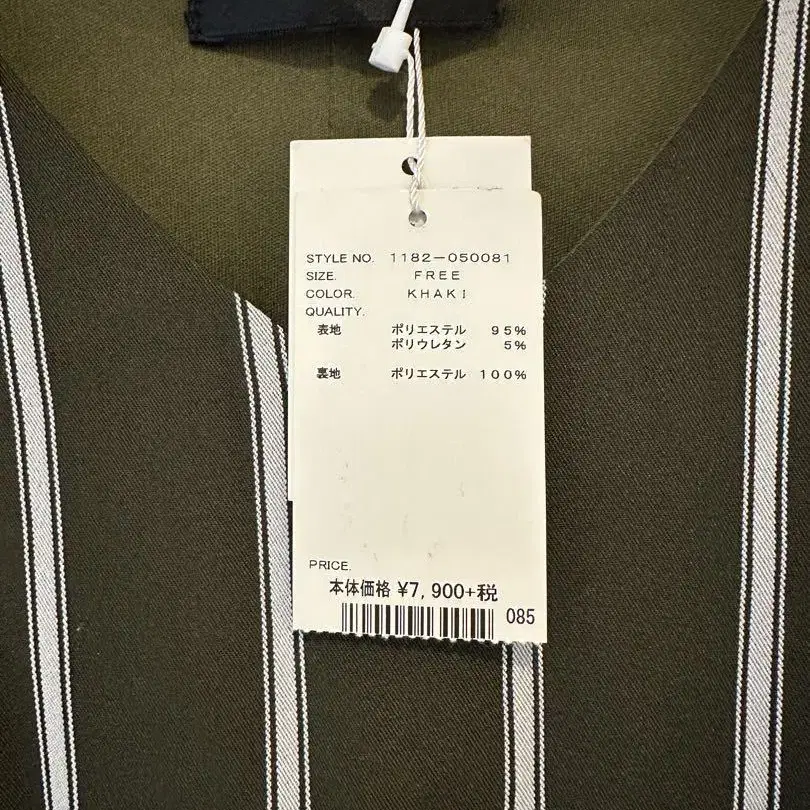 STYLE NO. 1182-050081
SIZE. FREE
COLOR. KHAKI
QUALITY.
表地 ポリエステル 95%
ポリウレタン 5%
裏地 ポリエステル 100%
PRICE.
本体価格 ¥7,900+税
085